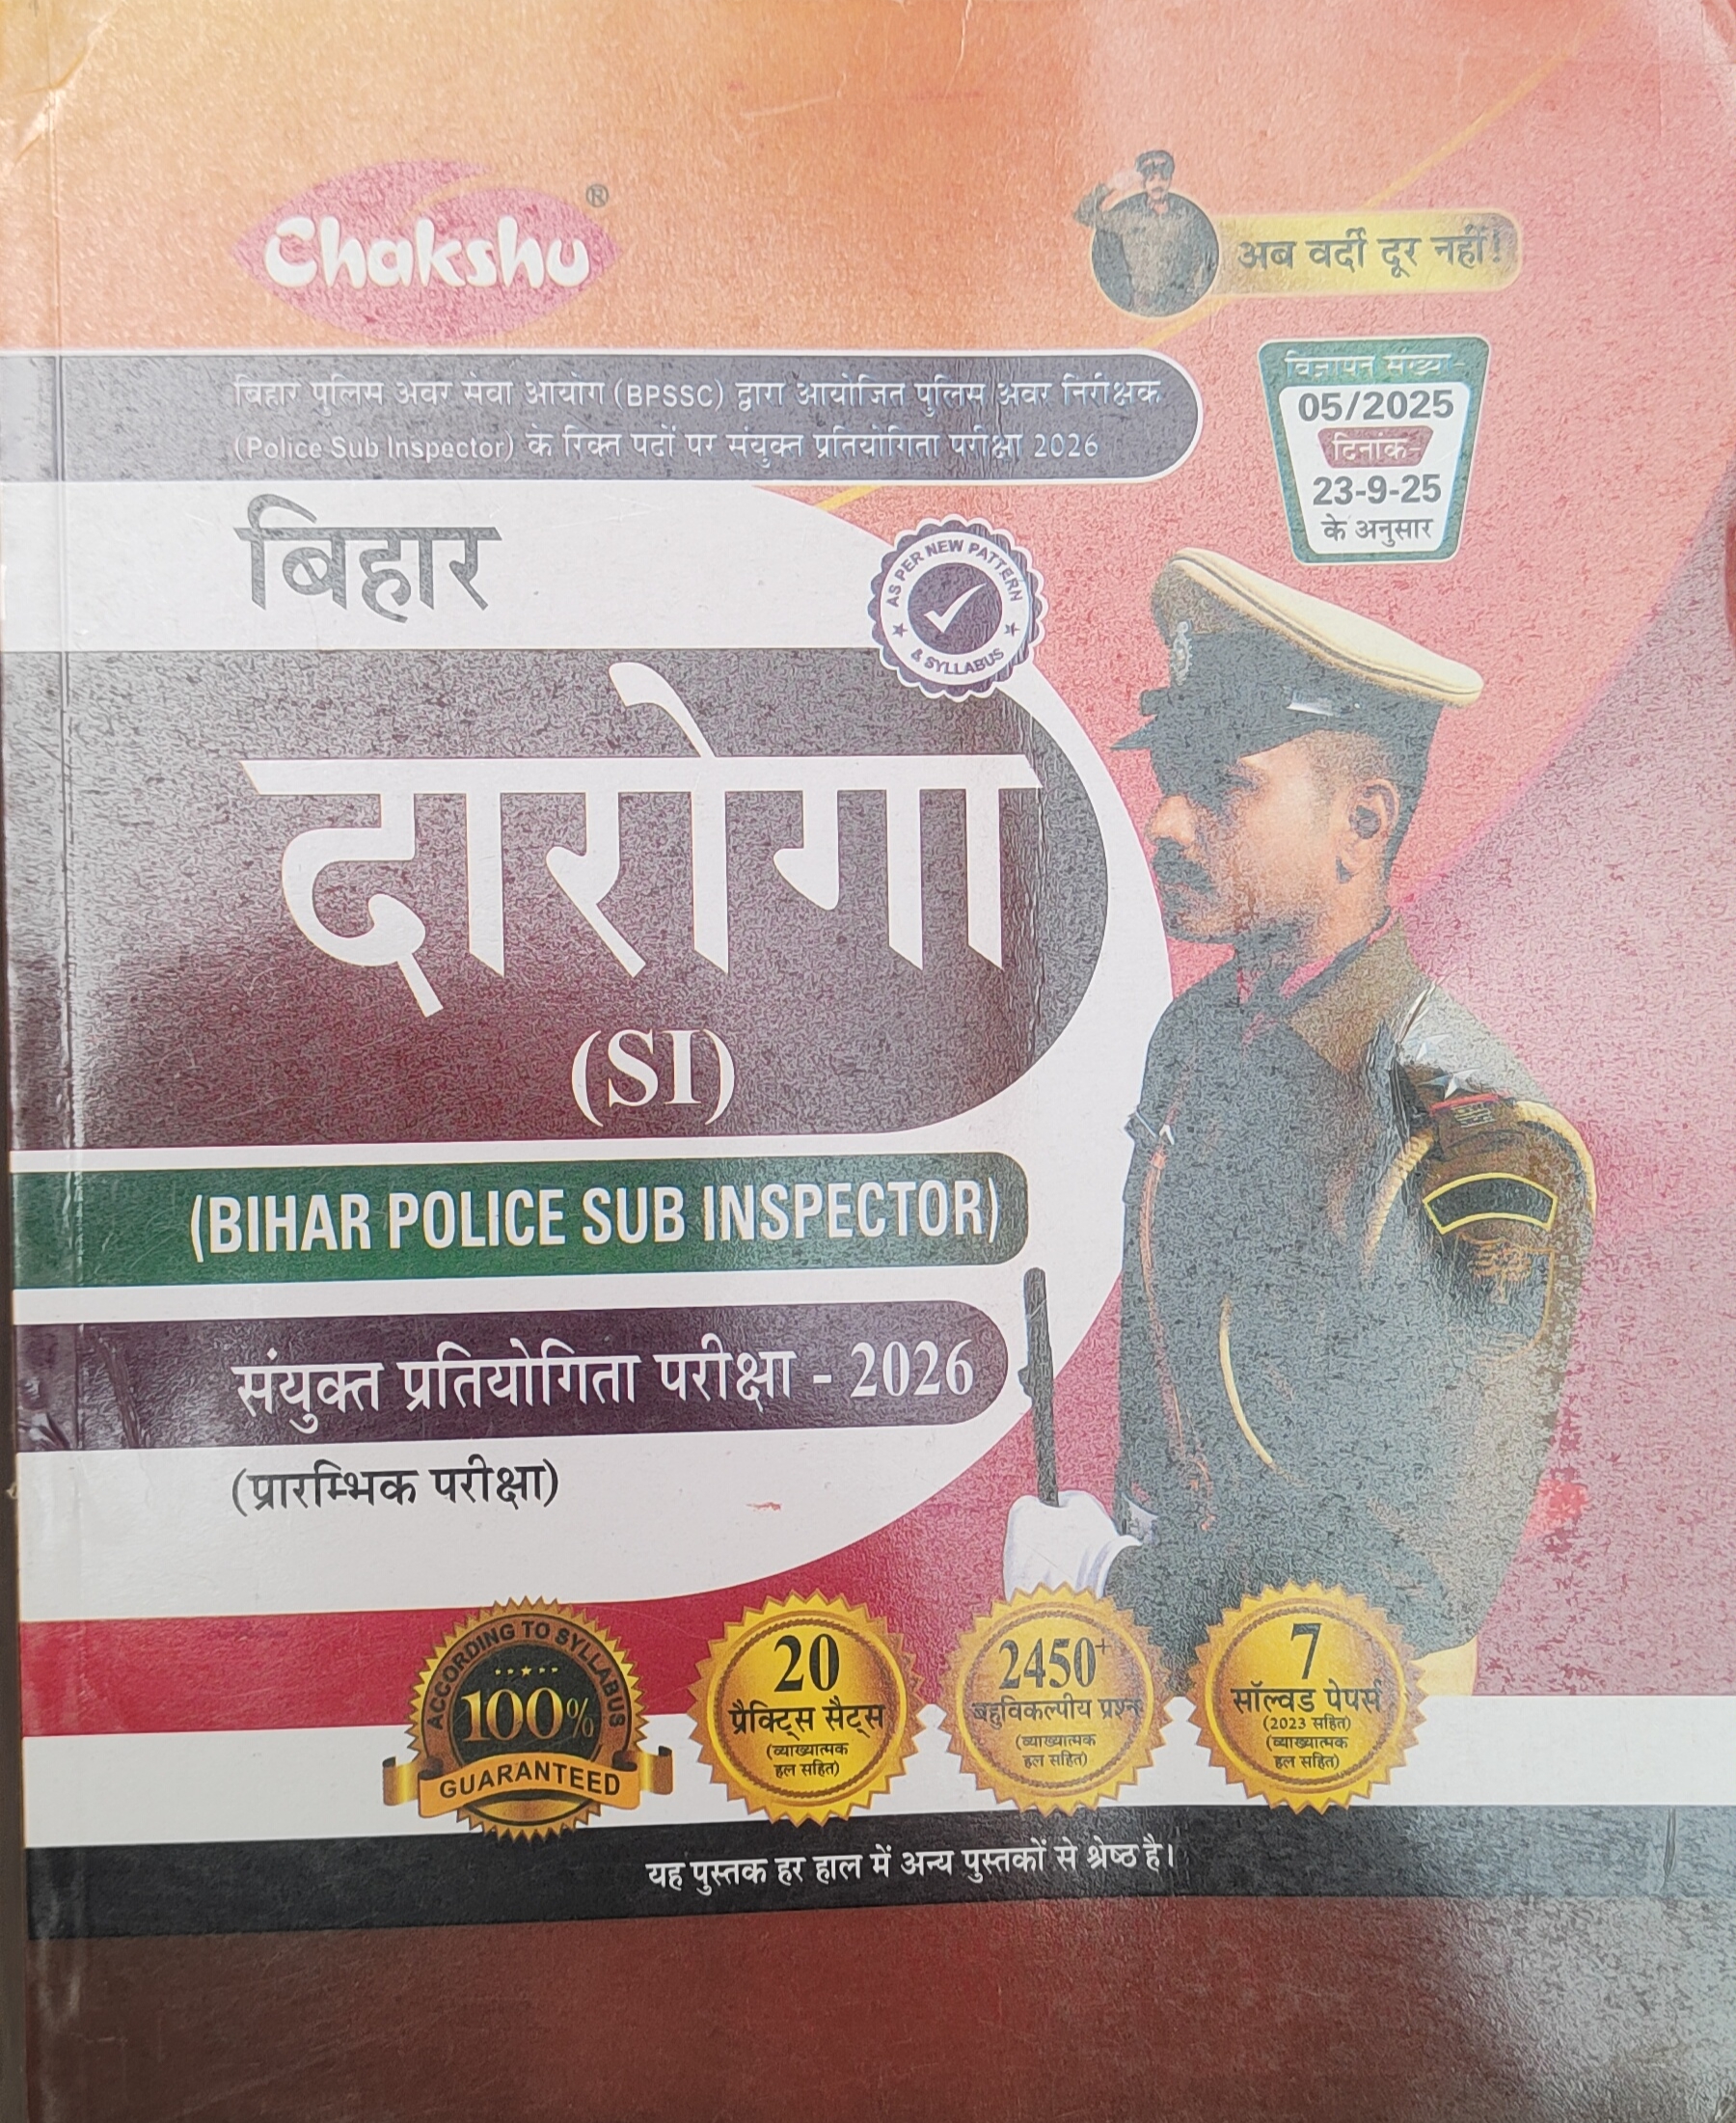 Chakshu®
अब वर्दी दूर नहीं!
विज्ञापन संख्या -
05/2025
दिनांक-
23-9-25
के अनुसार
बिहार पुलिस अवर सेवा आयोग (BPSSC) द्वारा आयोजित पुलिस अवर निरीक्षक
(Police Sub Inspector) के रिक्त पदों पर संयुक्त प्रतियोगिता परीक्षा 2026
बिहार
AS PER NEW PATTERN
& SYLLABUS
दारोगा
(SI)
(BIHAR POLICE SUB INSPECTOR)
संयुक्त प्रतियोगिता परीक्षा - 2026
(प्रारम्भिक परीक्षा)
ACCORDING TO SYLLABUS
100%
GUARANTEED
20
प्रैक्टिस सैट्स
(व्याख्यात्मक
हल सहित)
2450+
बहुविकल्पीय प्रश्न
(व्याख्यात्मक
हल सहित)
7
सॉल्वड पेपर्स
(2023 सहित)
(व्याख्यात्मक
हल सहित)
यह पुस्तक हर हाल में अन्य पुस्तकों से श्रेष्ठ है।